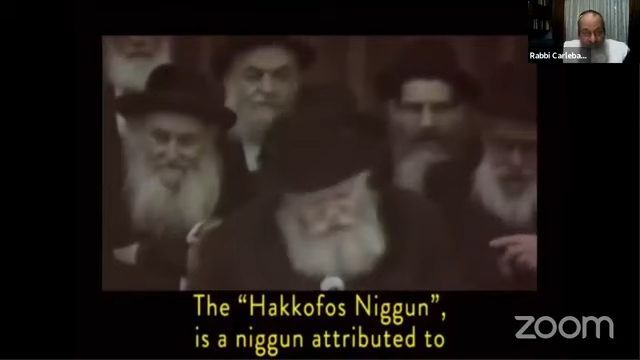 Rabbi Carleba...
The “Hakkofos Niggun”,
is a niggun attributed to
zoom